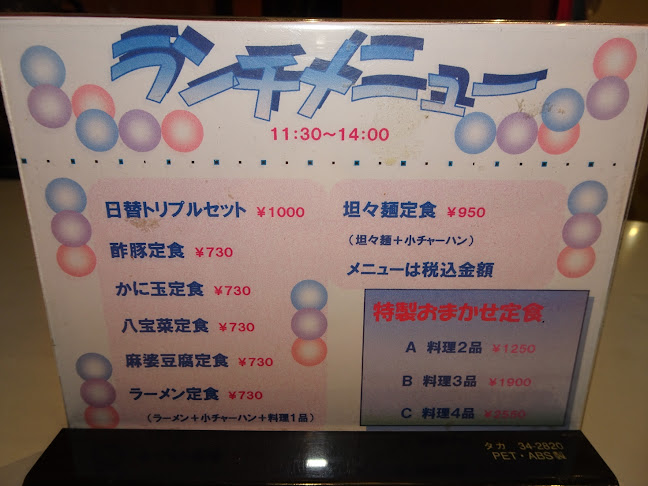 ランチメニュー
11:30～14:00
日替トリプルセット ￥1000
酢豚定食 ￥730
かに玉定食 ￥730
八宝菜定食 ￥730
麻婆豆腐定食 ￥730
ラーメン定食 ￥730
（ラーメン＋小チャーハン＋料理1品）
坦々麺定食 ￥950
（坦々麺＋小チャーハン）
メニューは税込金額
特製おまかせ定食
A 料理2品 ￥1250
B 料理3品 ￥1900
C 料理4品 ￥2550
タカ 34-2820
PET・ABS製